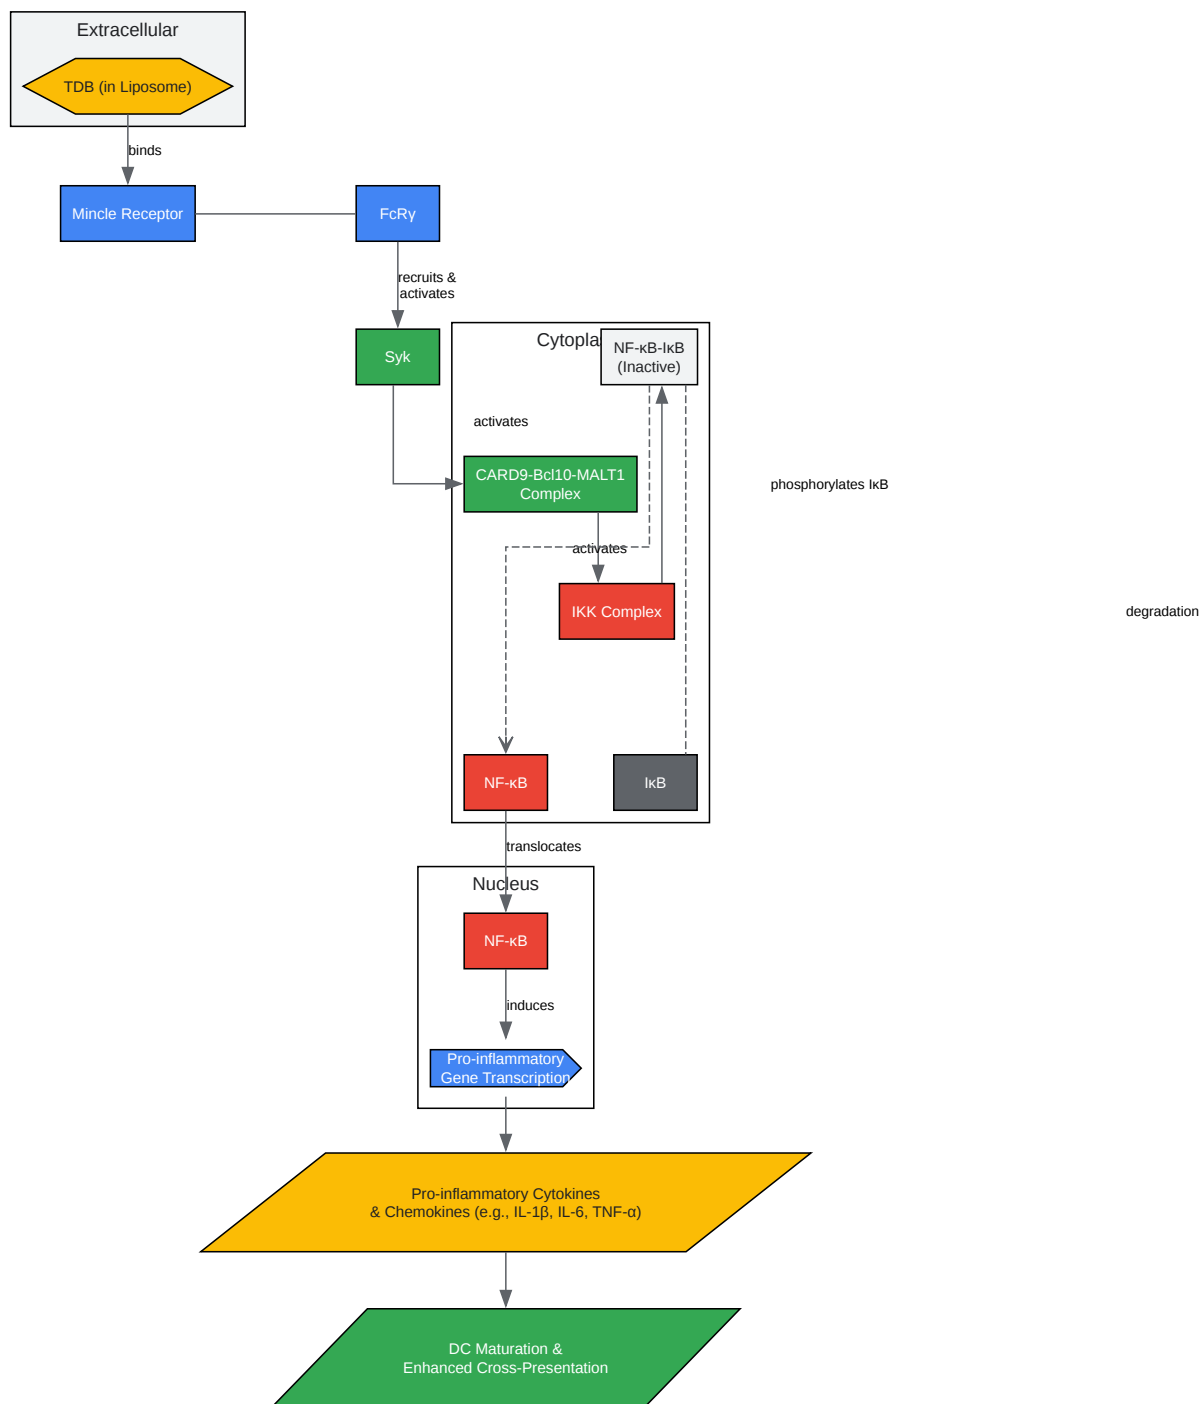 Extracellular
TDB (in Liposome)
binds
Mincle Receptor
FcRγ
recruits &
activates
Syk
Cytopla
NF-κB-IκB
(Inactive)
activates
CARD9-Bcl10-MALT1
Complex
phosphorylates IκB
activates
IKK Complex
degradation
NF-κB
IκB
translocates
Nucleus
NF-κB
induces
Pro-inflammatory
Gene Transcription
Pro-inflammatory Cytokines
& Chemokines (e.g., IL-1β, IL-6, TNF-α)
DC Maturation &
Enhanced Cross-Presentation